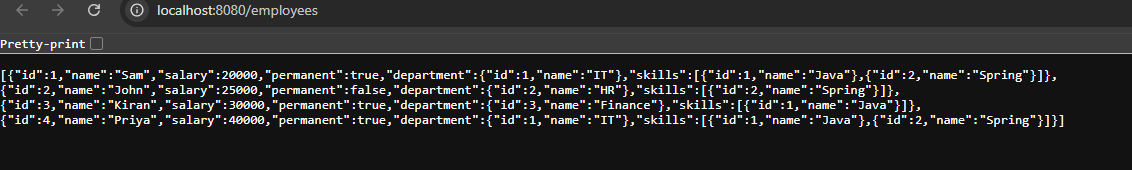 localhost:8080/employees
Pretty-print
[{"id":1,"name":"Sam","salary":20000,"permanent":true,"department":{"id":1,"name":"IT"},"skills":[{"id":1,"name":"Java"},{"id":2,"name":"Spring"}]},
{"id":2,"name":"John","salary":25000,"permanent":false,"department":{"id":2,"name":"HR"},"skills":[{"id":2,"name":"Spring"}]},
{"id":3,"name":"Kiran","salary":30000,"permanent":true,"department":{"id":3,"name":"Finance"},"skills":[{"id":1,"name":"Java"}]},
{"id":4,"name":"Priya","salary":40000,"permanent":true,"department":{"id":1,"name":"IT"},"skills":[{"id":1,"name":"Java"},{"id":2,"name":"Spring"}]}]